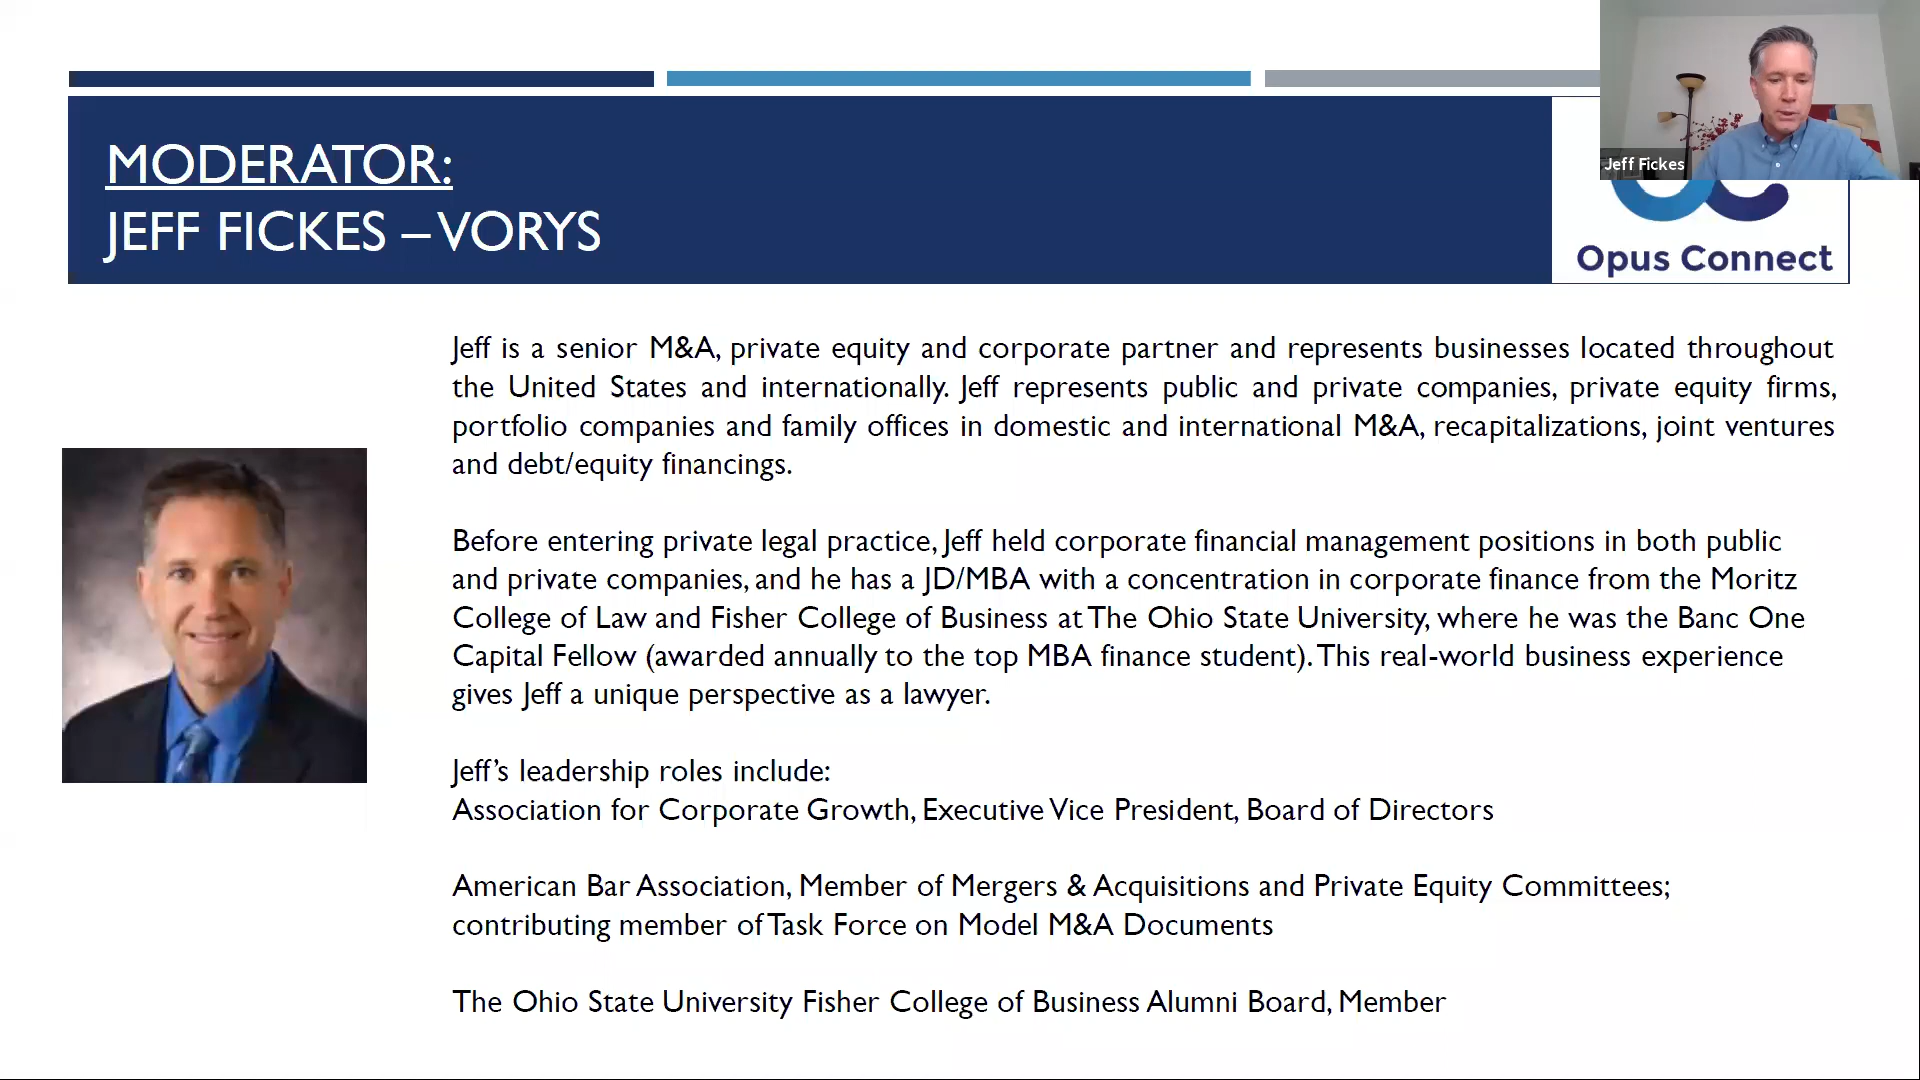 MODERATOR:
JEFF FICKES – VORYS
Jeff Fickes
Opus Connect
Jeff is a senior M&A, private equity and corporate partner and represents businesses located throughout
the United States and internationally. Jeff represents public and private companies, private equity firms,
portfolio companies and family offices in domestic and international M&A, recapitalizations, joint ventures
and debt/equity financings.
Before entering private legal practice, Jeff held corporate financial management positions in both public
and private companies, and he has a JD/MBA with a concentration in corporate finance from the Moritz
College of Law and Fisher College of Business at The Ohio State University, where he was the Banc One
Capital Fellow (awarded annually to the top MBA finance student). This real-world business experience
gives Jeff a unique perspective as a lawyer.
Jeff’s leadership roles include:
Association for Corporate Growth, Executive Vice President, Board of Directors
American Bar Association, Member of Mergers & Acquisitions and Private Equity Committees;
contributing member of Task Force on Model M&A Documents
The Ohio State University Fisher College of Business Alumni Board, Member